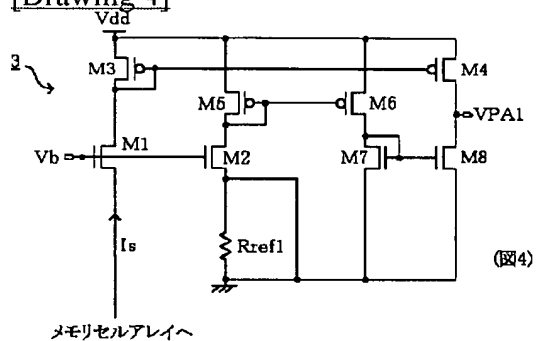 [Drawing 4]
Vdd
3
M3
M4
M5
M6
VPA1
Vb
M1
M2
M7
M8
Is
Rref1
(図4)
メモリセルアレイへ